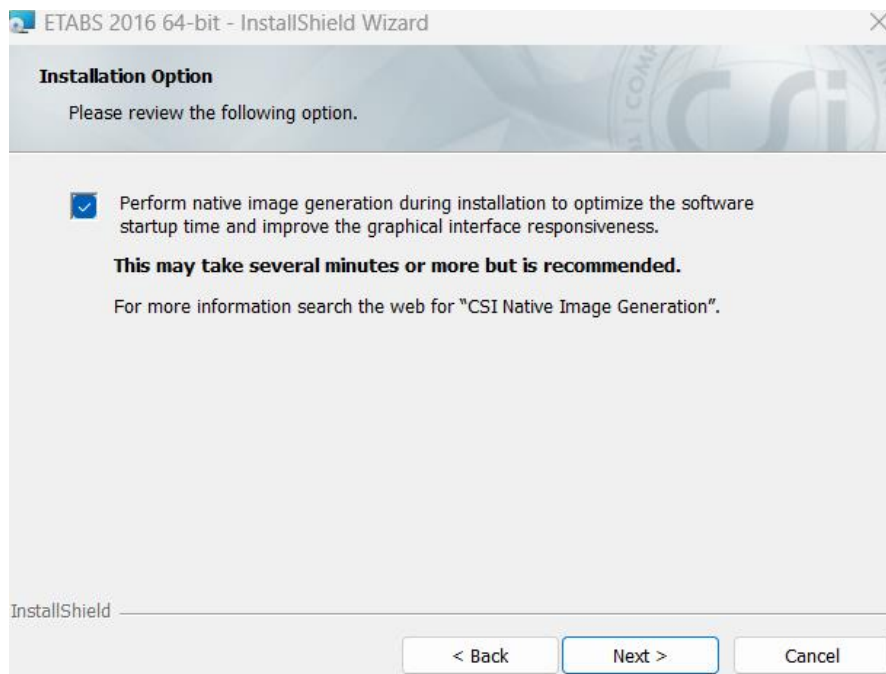 ETABS 2016 64-bit - InstallShield Wizard
Installation Option
Please review the following option.
CSi
Perform native image generation during installation to optimize the software
startup time and improve the graphical interface responsiveness.
This may take several minutes or more but is recommended.
For more information search the web for “CSI Native Image Generation”.
InstallShield
< Back
Next >
Cancel